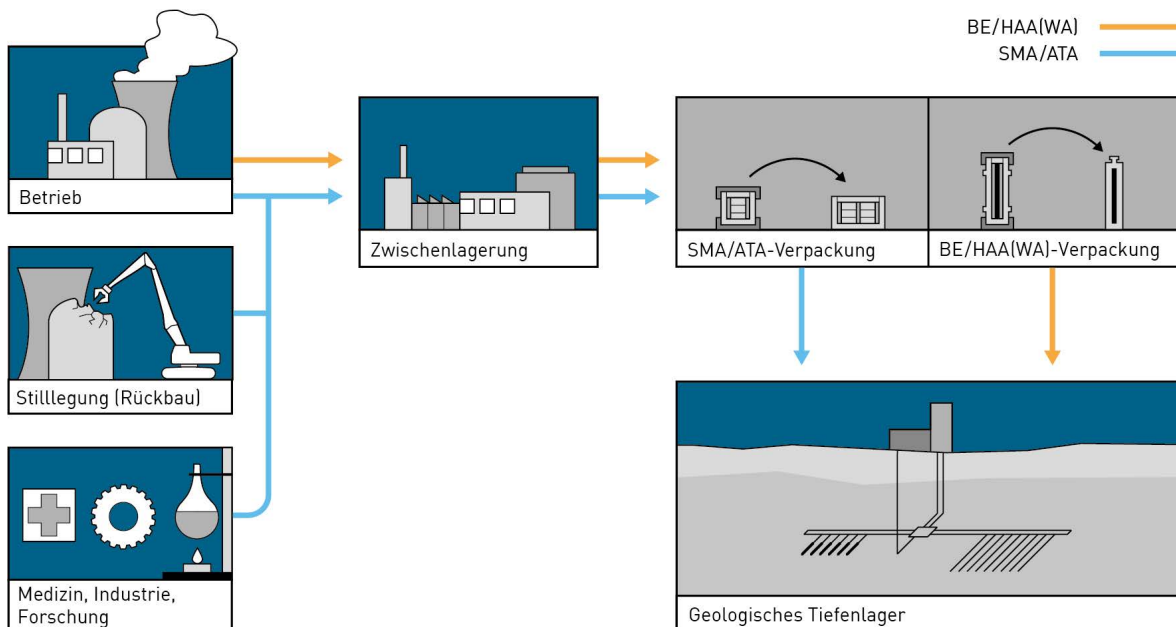 BE/HAA(WA)
SMA/ATA
Betrieb
Zwischenlagerung
SMA/ATA-Verpackung
BE/HAA(WA)-Verpackung
Stilllegung (Rückbau)
Medizin, Industrie,
Forschung
Geologisches Tiefenlager